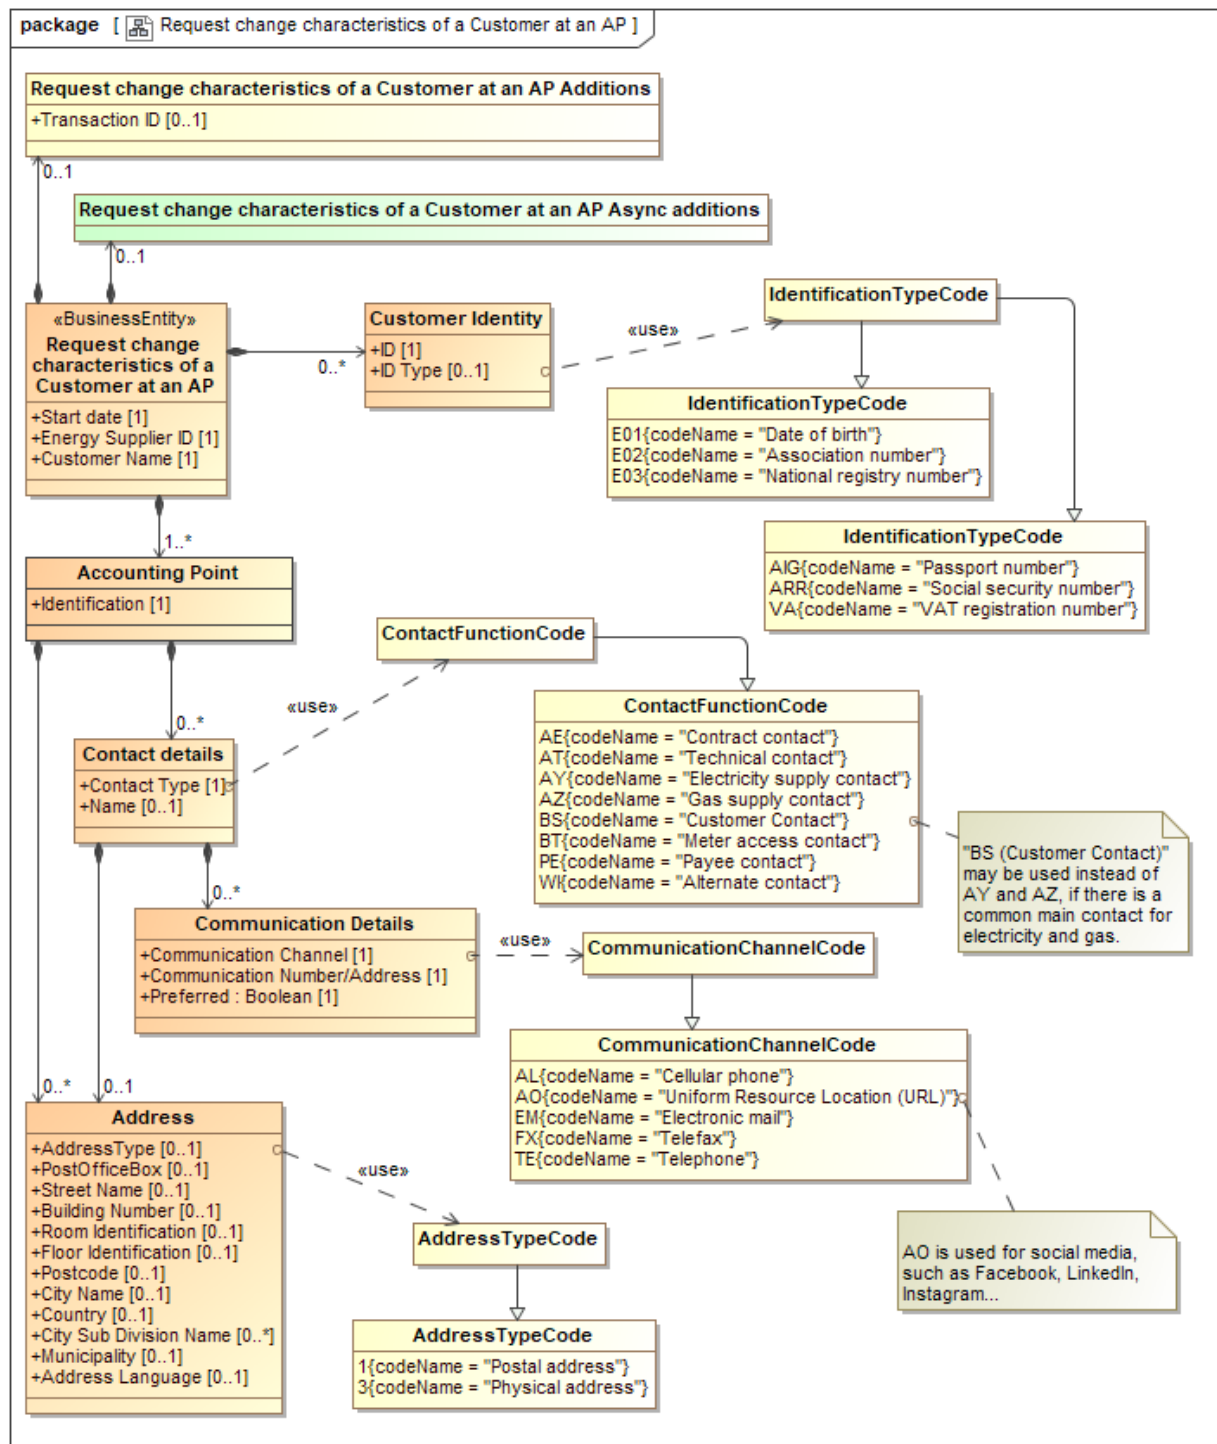 package [ Request change characteristics of a Customer at an AP ]
Request change characteristics of a Customer at an AP Additions
+Transaction ID [0..1]
0..1
Request change characteristics of a Customer at an AP Async additions
0..1
«BusinessEntity»
Request change
characteristics of a
Customer at an AP
+Start date [1]
+Energy Supplier ID [1]
+Customer Name [1]
0..*
Customer Identity
+ID [1]
+ID Type [0..1]
«use»
IdentificationTypeCode
IdentificationTypeCode
E01{codeName = "Date of birth"}
E02{codeName = "Association number"}
E03{codeName = "National registry number"}
IdentificationTypeCode
AIG{codeName = "Passport number"}
ARR{codeName = "Social security number"}
VA{codeName = "VAT registration number"}
1..*
Accounting Point
+Identification [1]
ContactFunctionCode
«use»
ContactFunctionCode
AE{codeName = "Contract contact"}
AT{codeName = "Technical contact"}
AY{codeName = "Electricity supply contact"}
AZ{codeName = "Gas supply contact"}
BS{codeName = "Customer Contact"}
BT{codeName = "Meter access contact"}
PE{codeName = "Payee contact"}
WI{codeName = "Alternate contact"}
"BS (Customer Contact)"
may be used instead of
AY and AZ, if there is a
common main contact for
electricity and gas.
0..*
Contact details
+Contact Type [1]
+Name [0..1]
0..*
Communication Details
+Communication Channel [1]
+Communication Number/Address [1]
+Preferred : Boolean [1]
«use»
CommunicationChannelCode
CommunicationChannelCode
AL{codeName = "Cellular phone"}
AO{codeName = "Uniform Resource Location (URL)"}
EM{codeName = "Electronic mail"}
FX{codeName = "Telefax"}
TE{codeName = "Telephone"}
AO is used for social media,
such as Facebook, LinkedIn,
Instagram...
0..*
0..1
Address
+AddressType [0..1]
+PostOfficeBox [0..1]
+Street Name [0..1]
+Building Number [0..1]
+Room Identification [0..1]
+Floor Identification [0..1]
+Postcode [0..1]
+City Name [0..1]
+Country [0..1]
+City Sub Division Name [0..*]
+Municipality [0..1]
+Address Language [0..1]
«use»
AddressTypeCode
AddressTypeCode
1{codeName = "Postal address"}
3{codeName = "Physical address"}